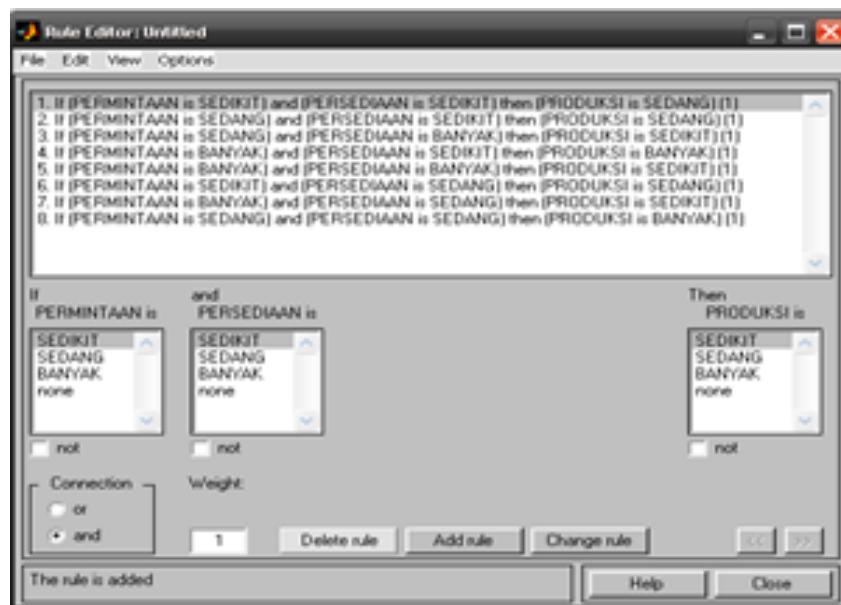 Rule Editor: Untitled
File Edit View Options
1. If (PERMINTAAN is SEDIKIT) and (PERSEDIAAN is SEDIKIT) then (PRODUKSI is SEDANG) (1)
2. If (PERMINTAAN is SEDANG) and (PERSEDIAAN is SEDIKIT) then (PRODUKSI is SEDANG) (1)
3. If (PERMINTAAN is SEDANG) and (PERSEDIAAN is BANYAK) then (PRODUKSI is SEDIKIT) (1)
4. If (PERMINTAAN is BANYAK) and (PERSEDIAAN is SEDIKIT) then (PRODUKSI is BANYAK) (1)
5. If (PERMINTAAN is BANYAK) and (PERSEDIAAN is BANYAK) then (PRODUKSI is SEDIKIT) (1)
6. If (PERMINTAAN is SEDIKIT) and (PERSEDIAAN is SEDANG) then (PRODUKSI is SEDANG) (1)
7. If (PERMINTAAN is BANYAK) and (PERSEDIAAN is SEDANG) then (PRODUKSI is SEDIKIT) (1)
8. If (PERMINTAAN is SEDANG) and (PERSEDIAAN is SEDANG) then (PRODUKSI is BANYAK) (1)
If and Then
PERMINTAAN is PERSEDIAAN is PRODUKSI is
SEDIKIT SEDIKIT SEDIKIT
SEDANG SEDANG SEDANG
BANYAK BANYAK BANYAK
none none none
not not not
Connection Weight:
or
and 1 Delete rule Add rule Change rule << >>
The rule is added Help Close